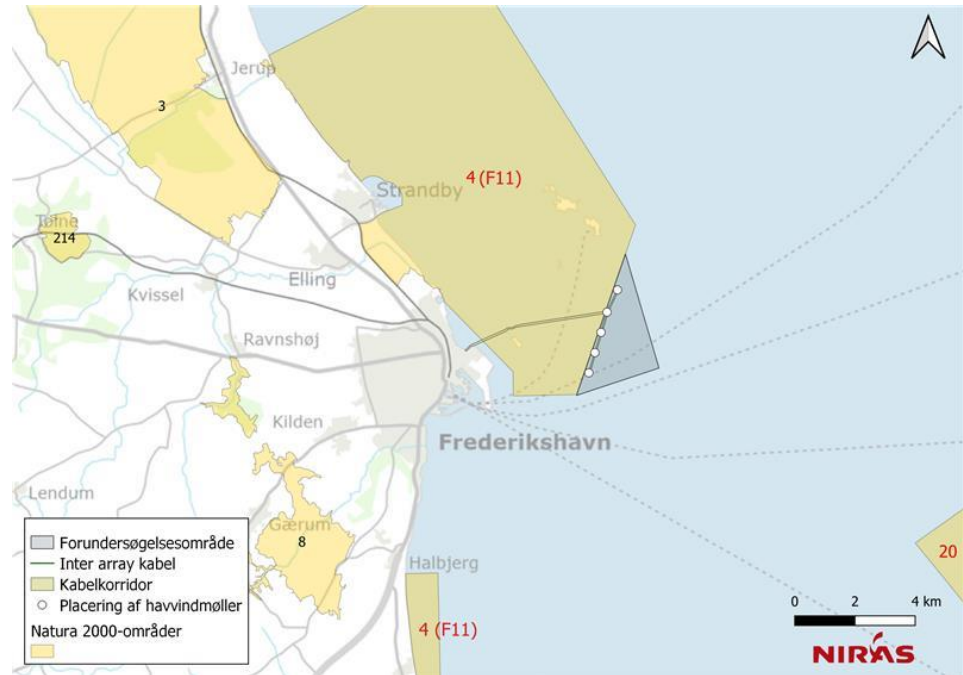 Jerup
3
Strandby
4 (F11)
Tolne
214
Elling
Kvissel
Ravnshøj
Kilden
Frederikshavn
Lendum
Gærum
8
Halbjerg
20
4 (F11)
Forundersøgelsesområde
Inter array kabel
Kabelkorridor
Placering af havvindmøller
Natura 2000-områder
0 2 4 km
NIRÁS